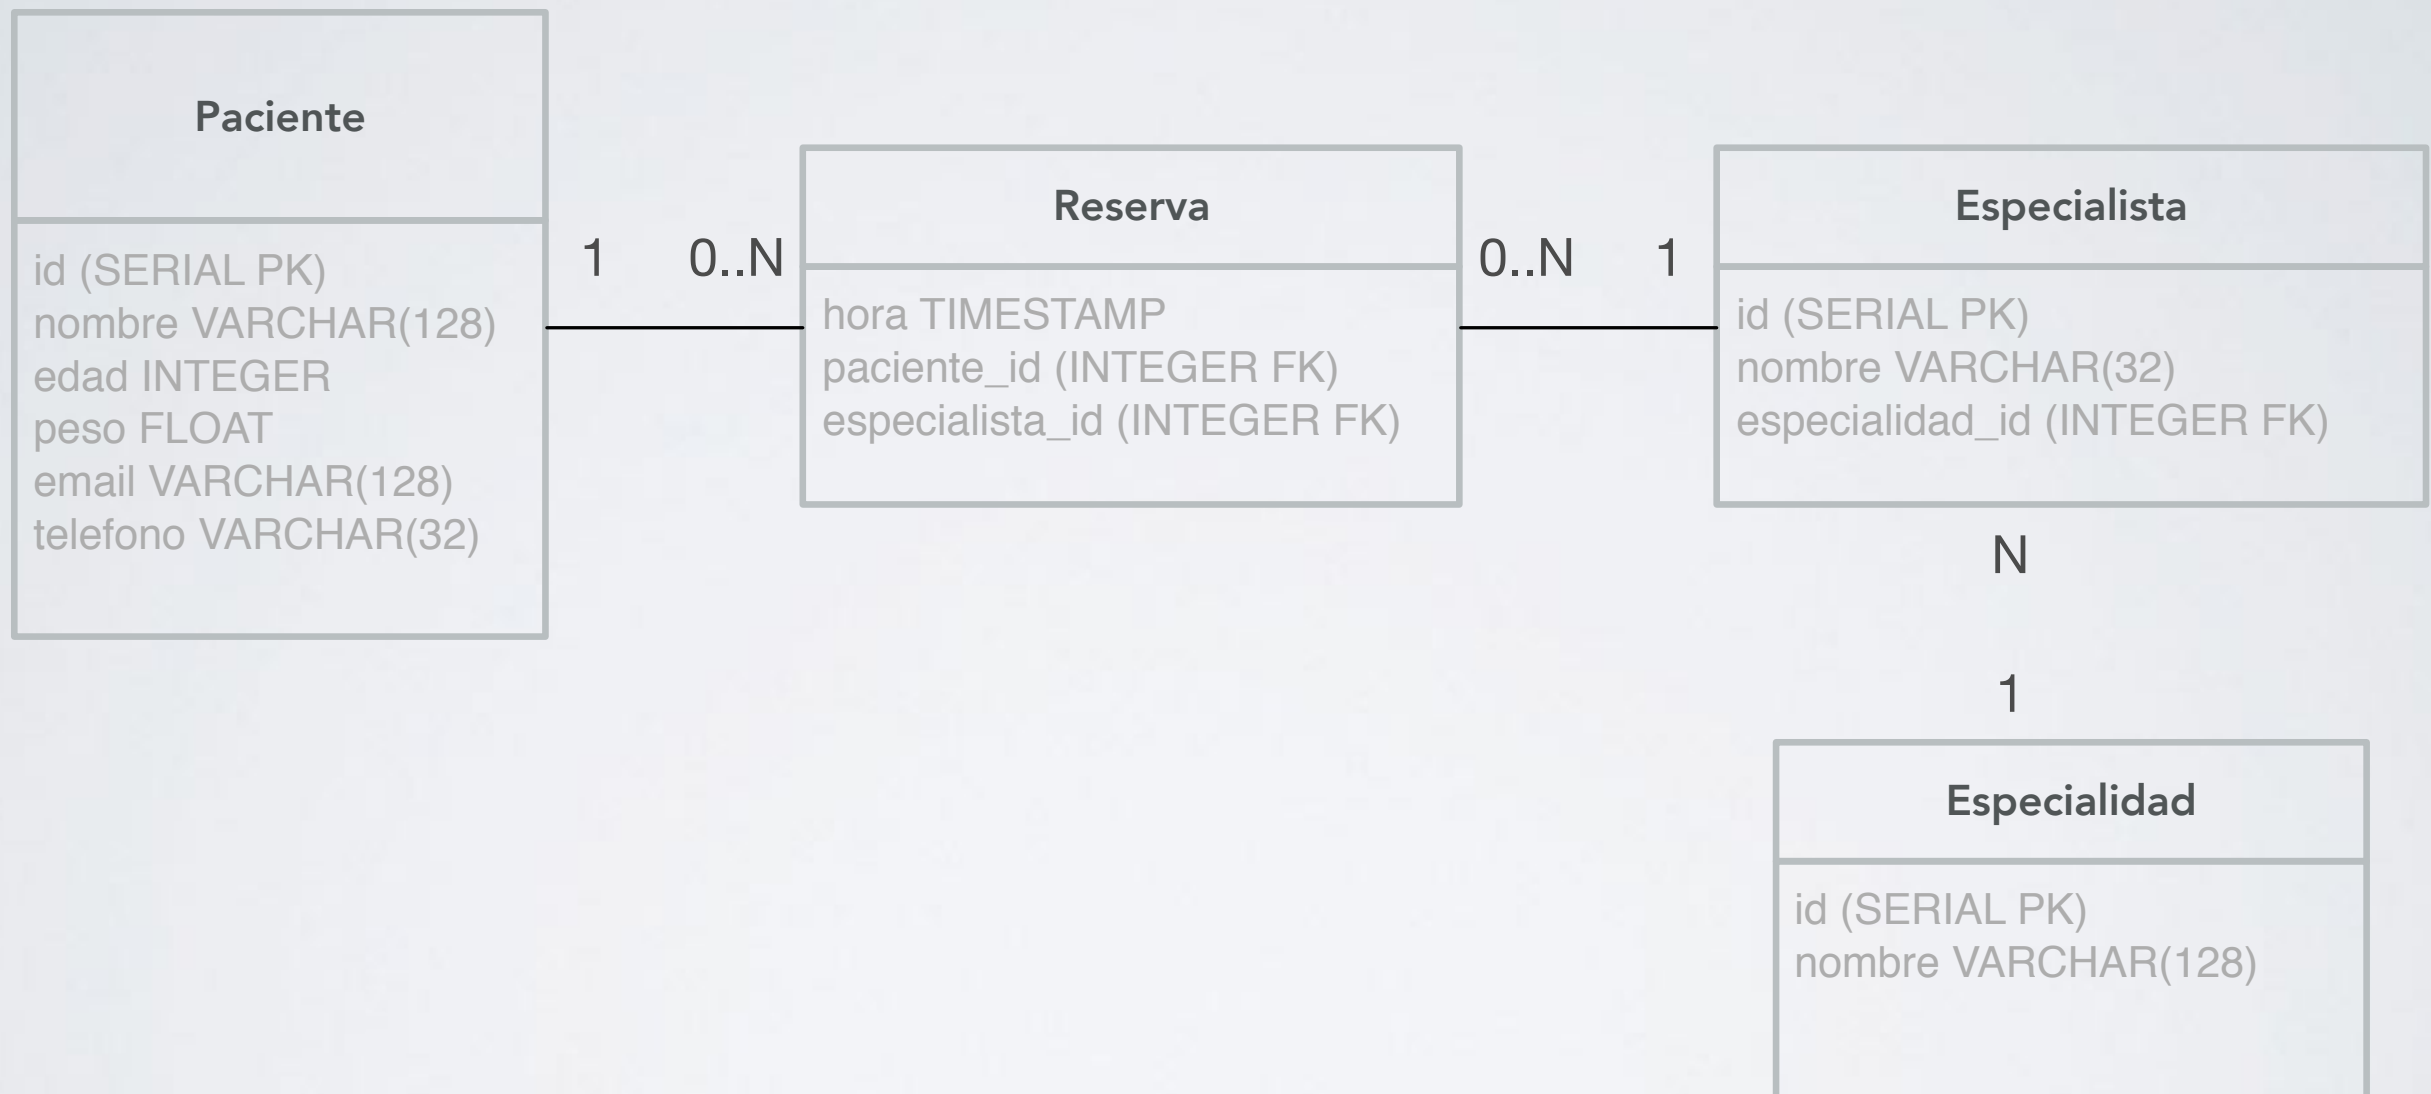 Paciente
id (SERIAL PK)
nombre VARCHAR(128)
edad INTEGER
peso FLOAT
email VARCHAR(128)
telefono VARCHAR(32)
1
0..N
Reserva
hora TIMESTAMP
paciente_id (INTEGER FK)
especialista_id (INTEGER FK)
0..N
1
Especialista
id (SERIAL PK)
nombre VARCHAR(32)
especialidad_id (INTEGER FK)
N
1
Especialidad
id (SERIAL PK)
nombre VARCHAR(128)